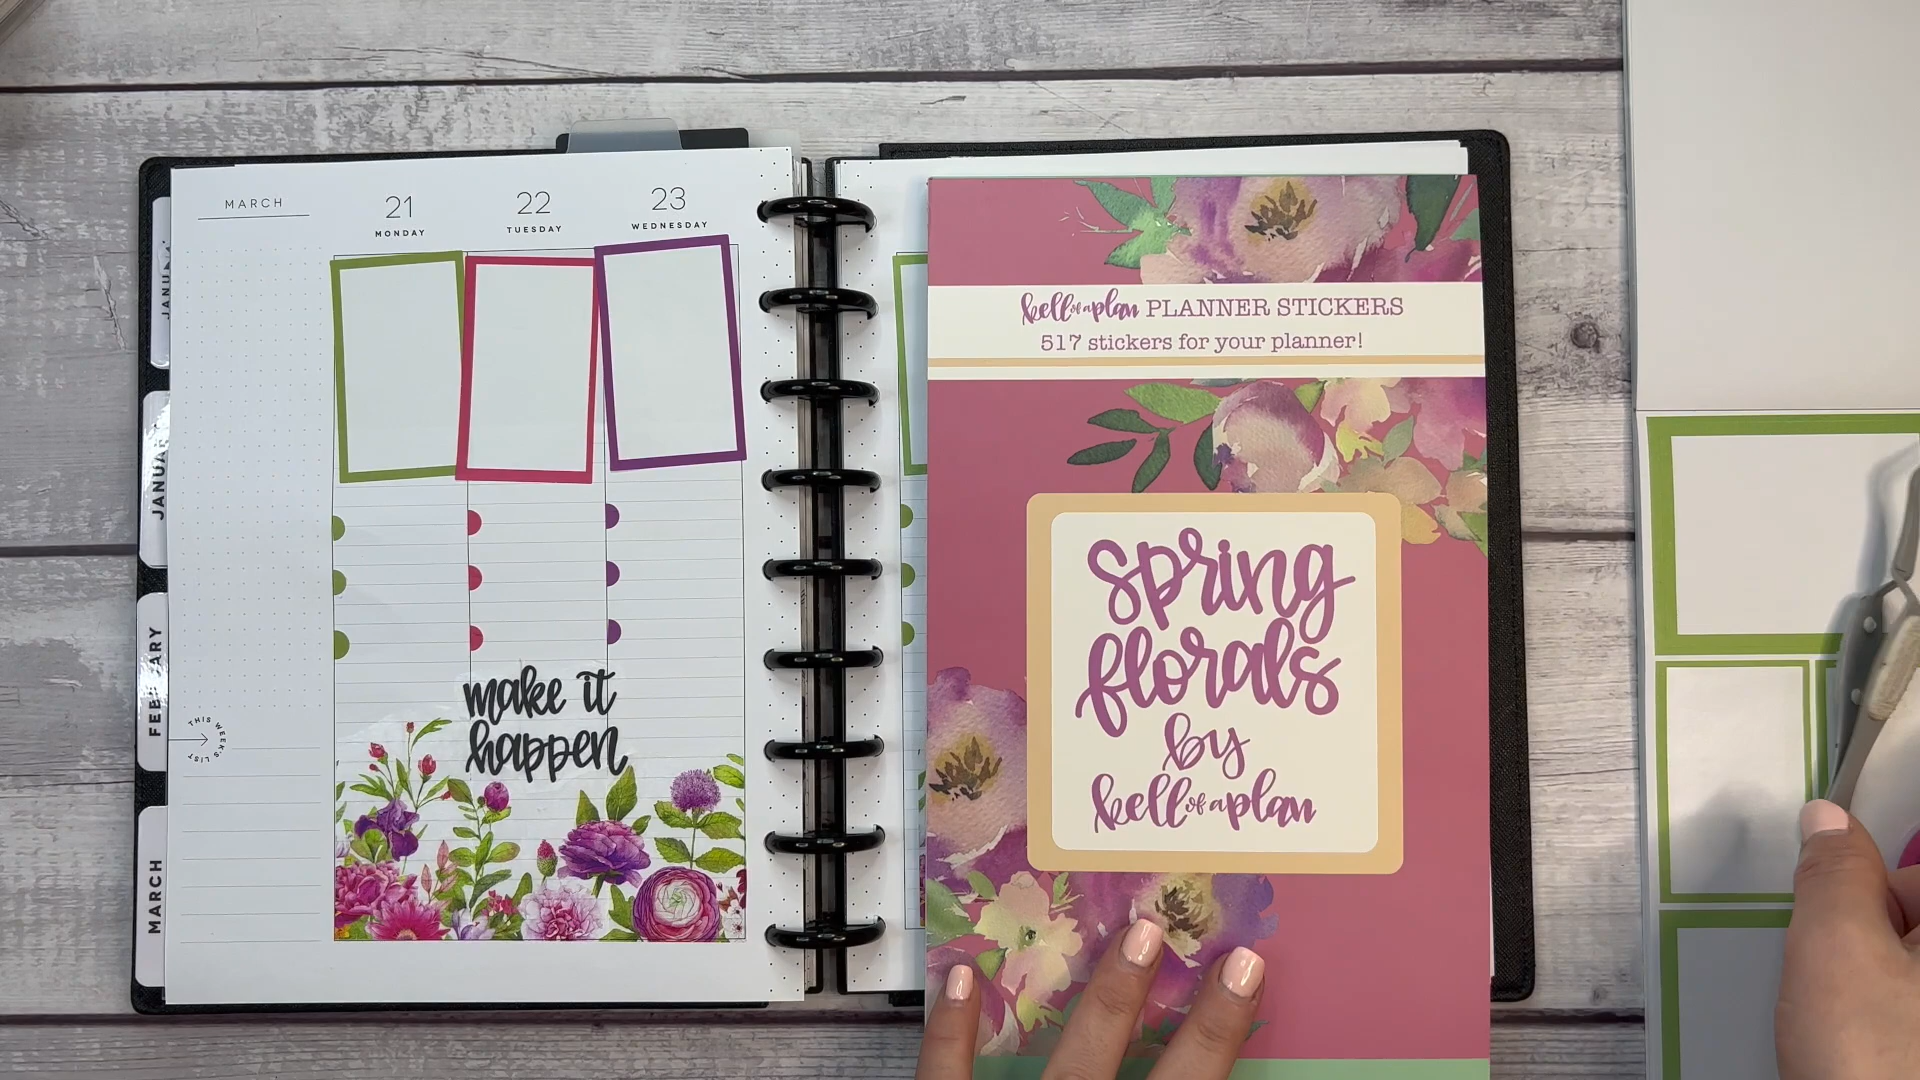 MARCH
21
MONDAY
22
TUESDAY
23
WEDNESDAY
make it
happen
THIS WEEK'S LIST
JANUARY
FEBRUARY
MARCH
kell of a plan PLANNER STICKERS
517 stickers for your planner!
spring
florals
by
kell of a plan